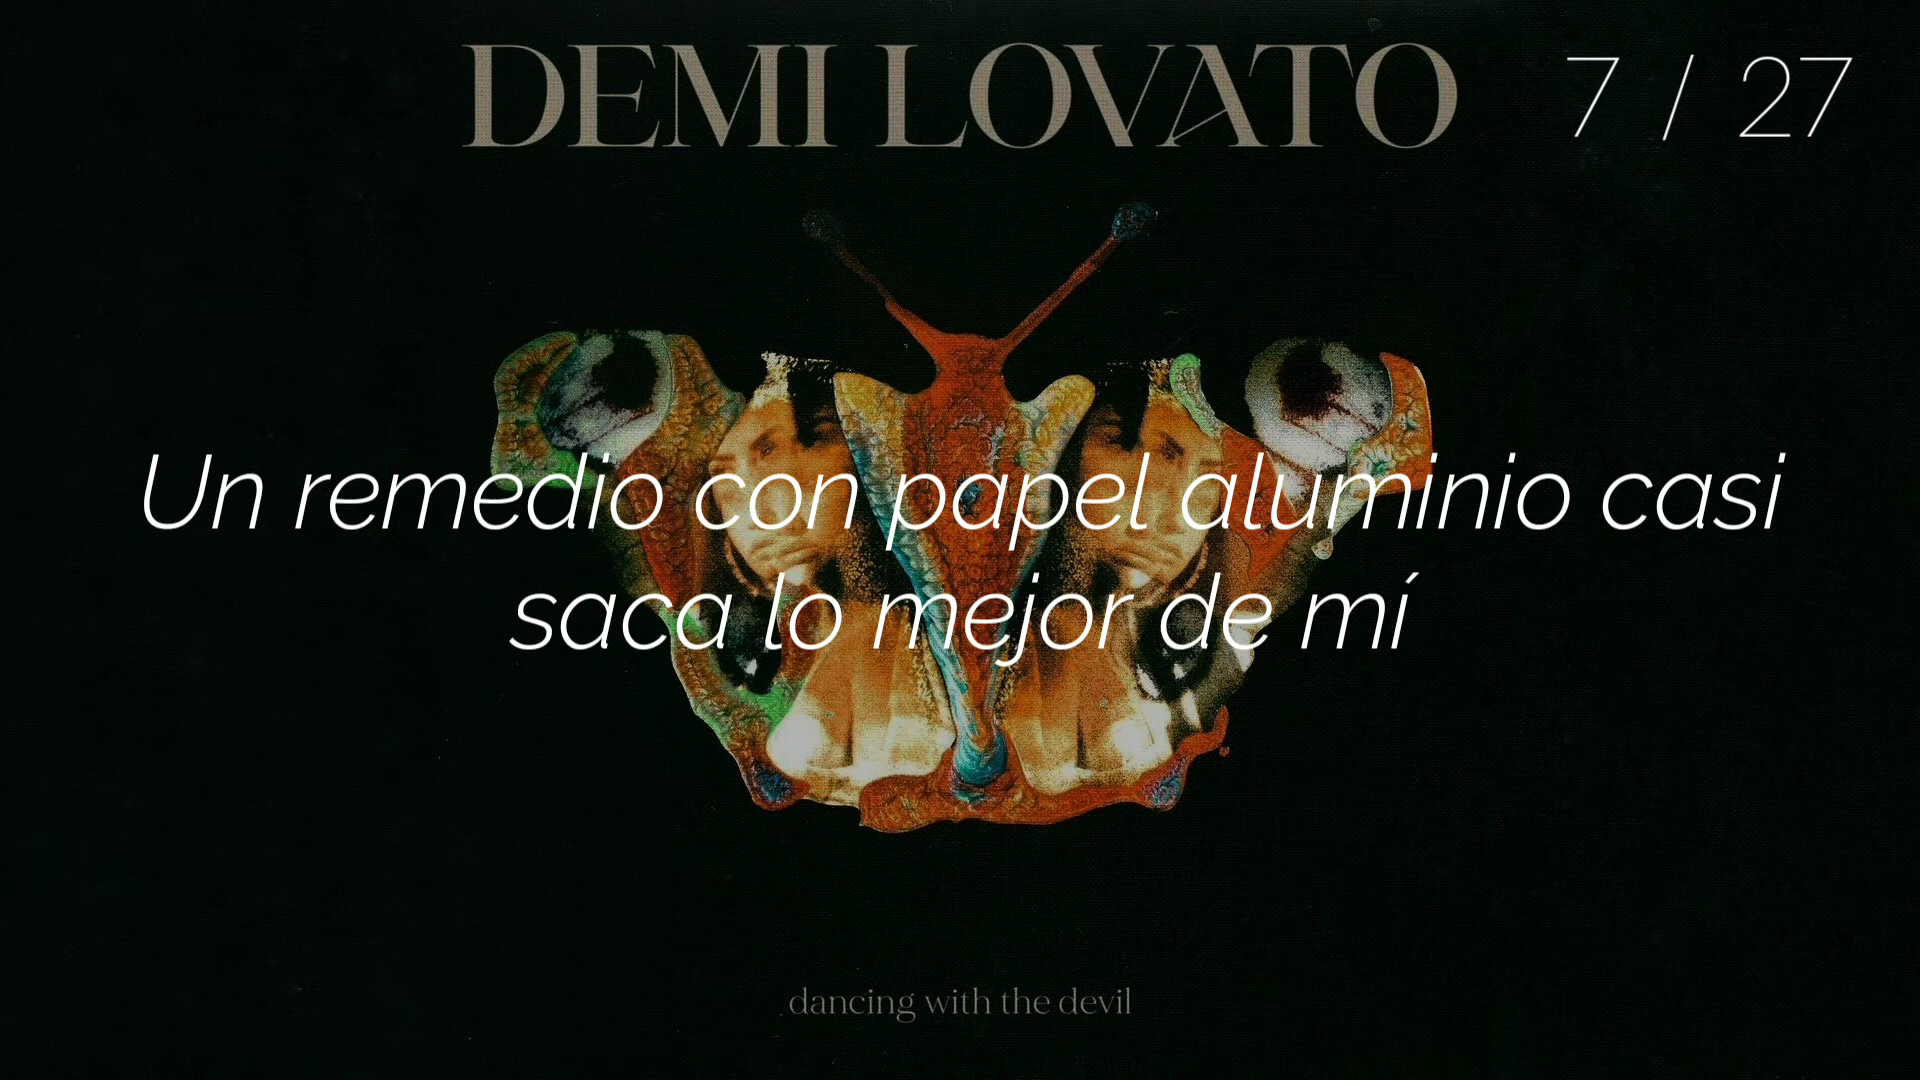 DEMI LOVATO
7 / 27
Un remedio con papel aluminio casi
saca lo mejor de mí
dancing with the devil